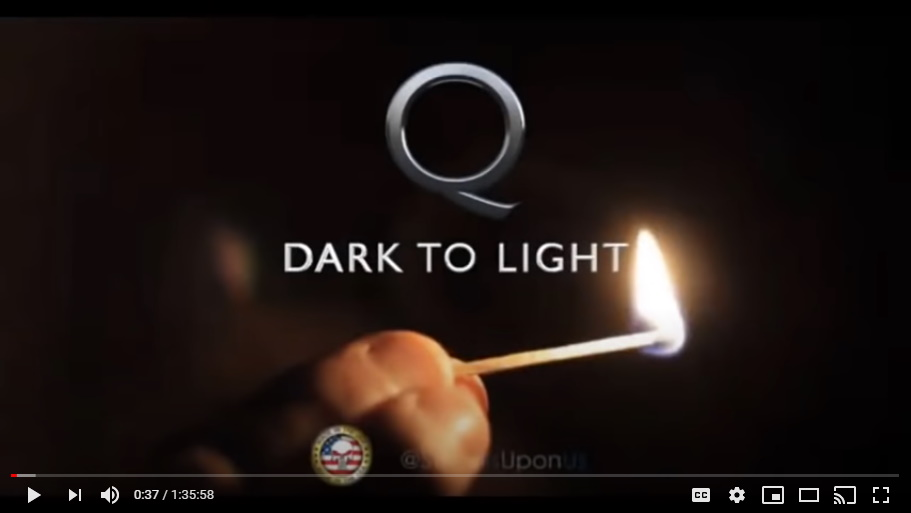 Q
DARK TO LIGHT
0:37 / 1:35:58
CC